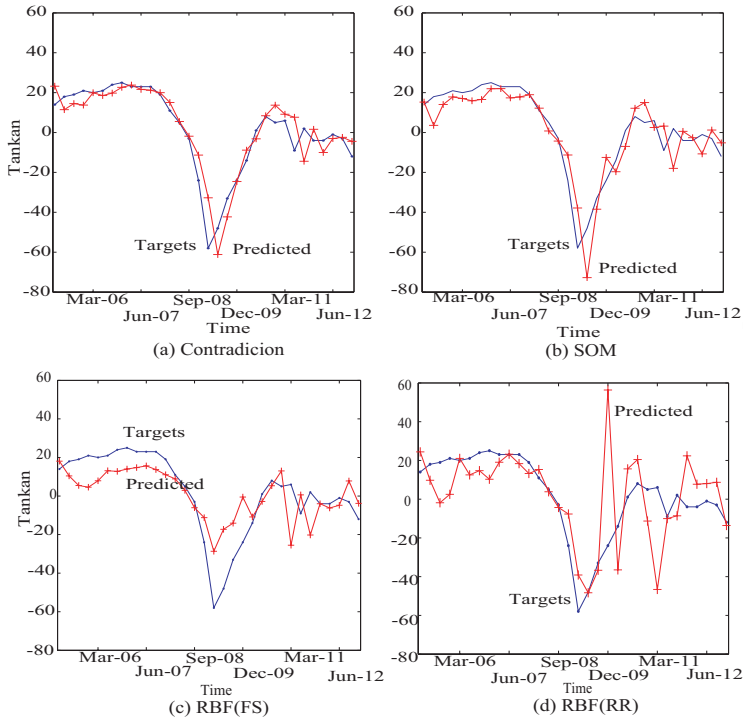 60
40
20
0
-20
-40
-60
-80
Tankan
Targets
Predicted
Mar-06
Sep-08
Mar-11
Jun-07
Dec-09
Jun-12
Time
(a) Contradicion
60
40
20
0
-20
-40
-60
-80
Tankan
Targets
Predicted
Mar-06
Sep-08
Mar-11
Jun-07
Dec-09
Jun-12
Time
(b) SOM
60
40
20
0
-20
-40
-60
-80
Tankan
Targets
Predicted
Mar-06
Sep-08
Mar-11
Jun-07
Dec-09
Jun-12
Time
(c) RBF(FS)
60
40
20
0
-20
-40
-60
-80
Tankan
Predicted
Targets
Mar-06
Sep-08
Mar-11
Jun-07
Dec-09
Jun-12
Time
(d) RBF(RR)